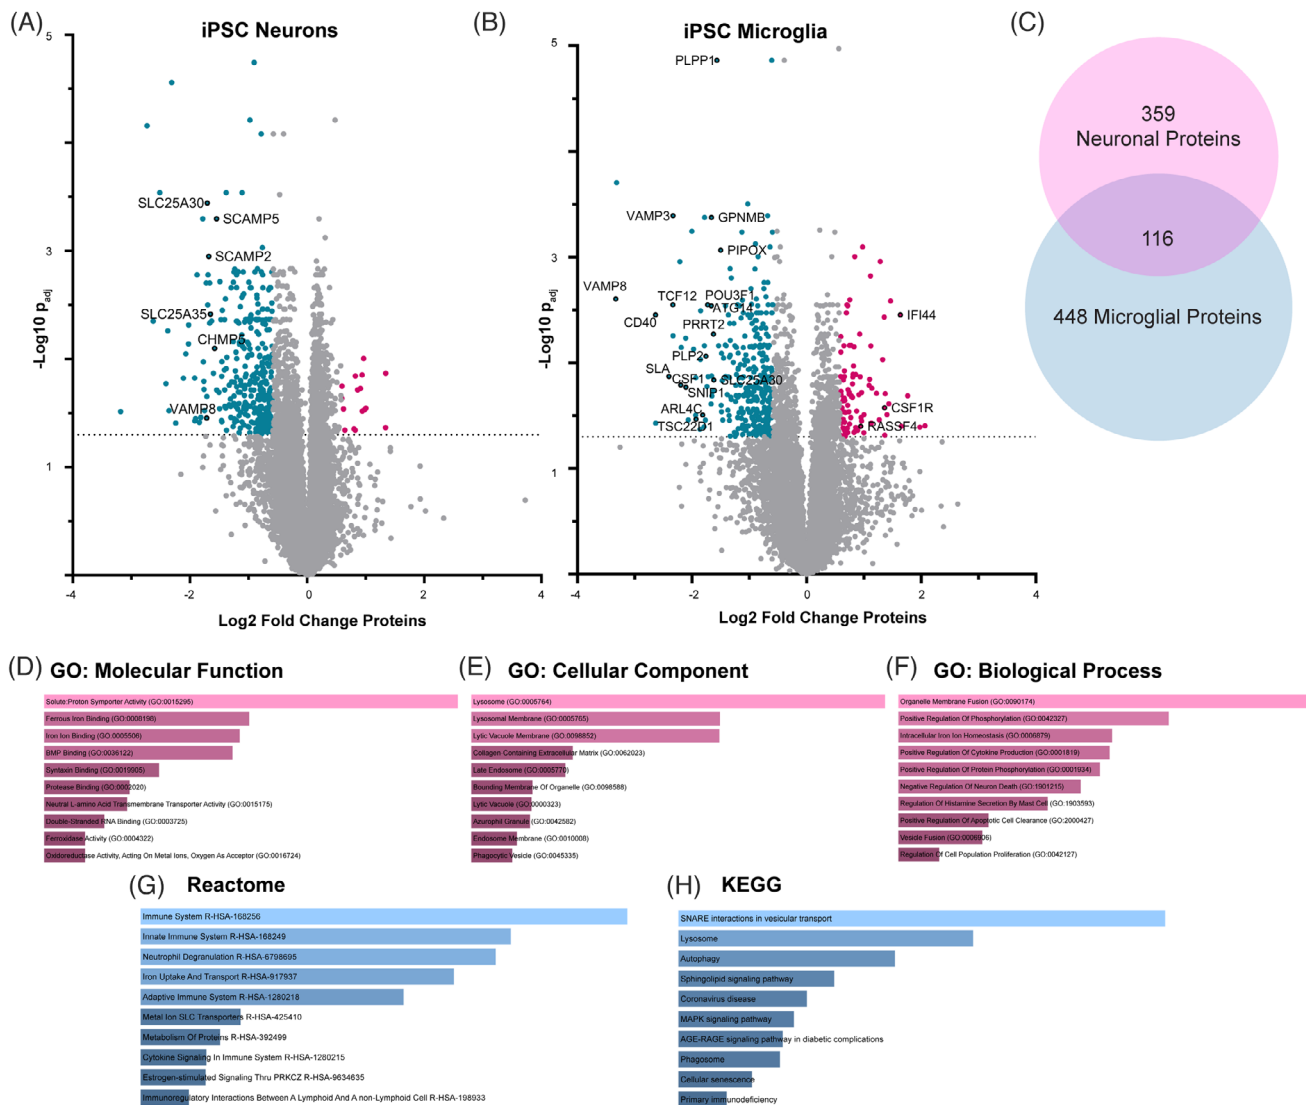 (A)
iPSC Neurons
5
3
1
-Log10 padj
SLC25A30
SCAMP5
SCAMP2
SLC25A35
CHMP5
VAMP8
-4
-2
0
2
4
Log2 Fold Change Proteins
(B)
iPSC Microglia
5
3
1
-Log10 padj
PLPP1
VAMP3
GPNMB
PIPOX
VAMP8
TCF12
POU3F1
ATG14
CD40
PRRT2
IFI44
PLP2
SLA
CSF1
SLC25A30
SNIP1
ARL4C
CSF1R
TSC22D1
RASSF4
-4
-2
0
2
4
Log2 Fold Change Proteins
(C)
359
Neuronal Proteins
116
448 Microglial Proteins
(D)
GO: Molecular Function
Solute:Proton Symporter Activity (GO:0015295)
Ferrous Iron Binding (GO:0008198)
Iron Ion Binding (GO:0005506)
BMP Binding (GO:0036122)
Syntaxin Binding (GO:0019905)
Protease Binding (GO:0002020)
Neutral L-amino Acid Transmembrane Transporter Activity (GO:0015175)
Double-Stranded RNA Binding (GO:0003725)
Ferroxidase Activity (GO:0004322)
Oxidoreductase Activity, Acting On Metal Ions, Oxygen As Acceptor (GO:0016724)
(E)
GO: Cellular Component
Lysosome (GO:0005764)
Lysosomal Membrane (GO:0005765)
Lytic Vacuole Membrane (GO:0098852)
Collagen Containing Extracellular Matrix (GO:0062023)
Late Endosome (GO:0005770)
Bounding Membrane Of Organelle (GO:0098588)
Lytic Vacuole (GO:0000323)
Azurophil Granule (GO:0042582)
Endosome Membrane (GO:0010008)
Phagocytic Vesicle (GO:0045335)
(F)
GO: Biological Process
Organelle Membrane Fusion (GO:0090174)
Positive Regulation Of Phosphorylation (GO:0042327)
Intracellular Iron Ion Homeostasis (GO:0006879)
Positive Regulation Of Cytokine Production (GO:0001819)
Positive Regulation Of Protein Phosphorylation (GO:0001934)
Negative Regulation Of Neuron Death (GO:1901215)
Regulation Of Histamine Secretion By Mast Cell (GO:1903593)
Positive Regulation Of Apoptotic Cell Clearance (GO:2000427)
Vesicle Fusion (GO:0006906)
Regulation Of Cell Population Proliferation (GO:0042127)
(G)
Reactome
Immune System R-HSA-168256
Innate Immune System R-HSA-168249
Neutrophil Degranulation R-HSA-6798695
Iron Uptake And Transport R-HSA-917937
Adaptive Immune System R-HSA-1280218
Metal Ion SLC Transporters R-HSA-425410
Metabolism Of Proteins R-HSA-392499
Cytokine Signaling In Immune System R-HSA-1280215
Estrogen-stimulated Signaling Thru PRKCZ R-HSA-9634635
Immunoregulatory Interactions Between A Lymphoid And A non-Lymphoid Cell R-HSA-198933
(H)
KEGG
SNARE interactions in vesicular transport
Lysosome
Autophagy
Sphingolipid signaling pathway
Coronavirus disease
MAPK signaling pathway
AGE-RAGE signaling pathway in diabetic complications
Phagosome
Cellular senescence
Primary immunodeficiency